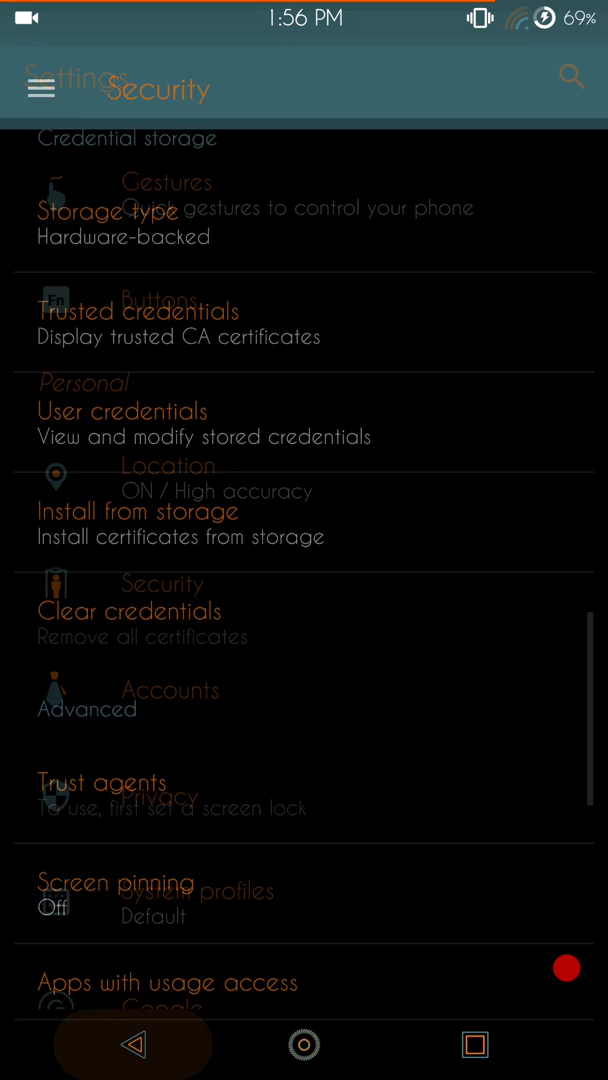 1:56 PM
69%
Settings
Security
Credential storage
Gestures
Quick gestures to control your phone
Storage type
Hardware-backed
Buttons
Fn
Trusted credentials
Display trusted CA certificates
Personal
User credentials
View and modify stored credentials
Location
ON / High accuracy
Install from storage
Install certificates from storage
Security
Clear credentials
Remove all certificates
Accounts
Advanced
Trust agents
Privacy
To use, first set a screen lock
Screen pinning
System profiles
Off
Default
Apps with usage access
Google
G